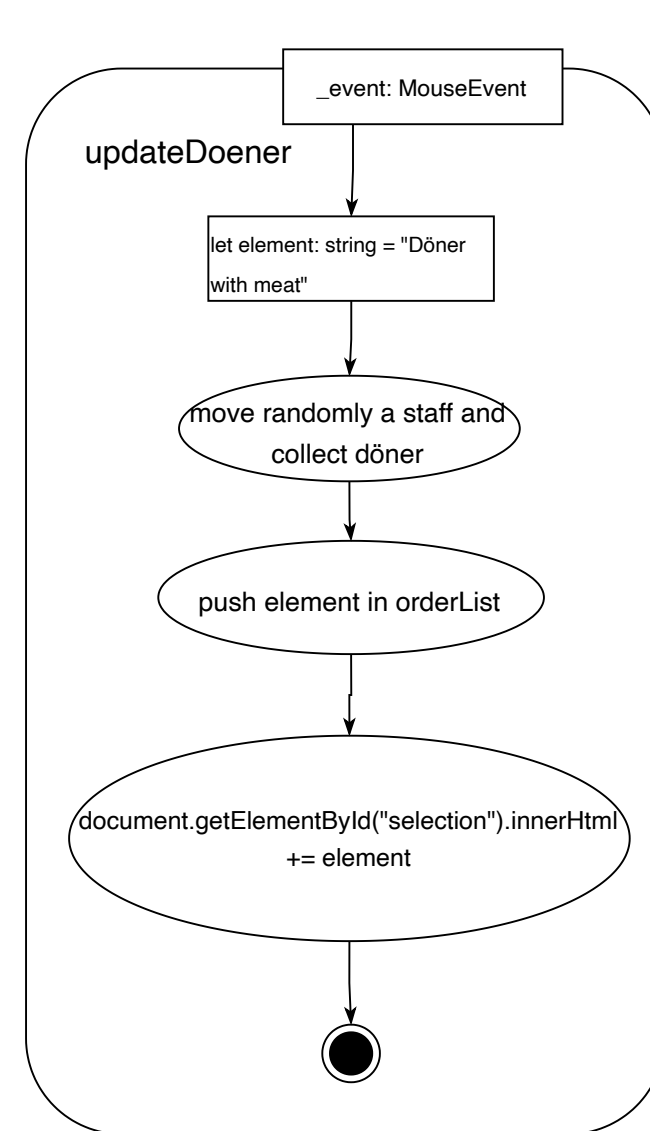 _event: MouseEvent
updateDoener
let element: string = "Döner
with meat"
move randomly a staff and
collect döner
push element in orderList
document.getElementById("selection").innerHtml
+= element